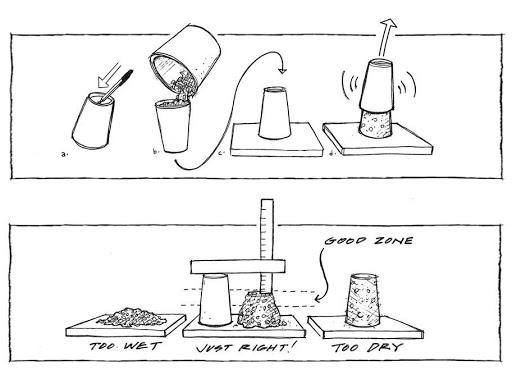 a.
b.
c.
d.
GOOD ZONE
TOO WET
JUST RIGHT!
TOO DRY